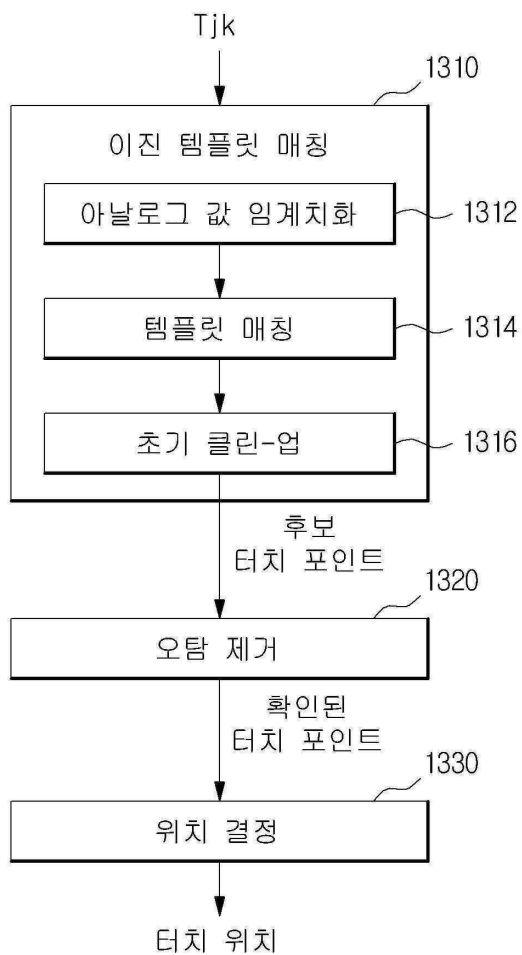 Tjk
1310
이진 템플릿 매칭
아날로그 값 임계치화
1312
템플릿 매칭
1314
초기 클린-업
1316
후보
터치 포인트
1320
오탐 제거
확인된
터치 포인트
1330
위치 결정
터치 위치